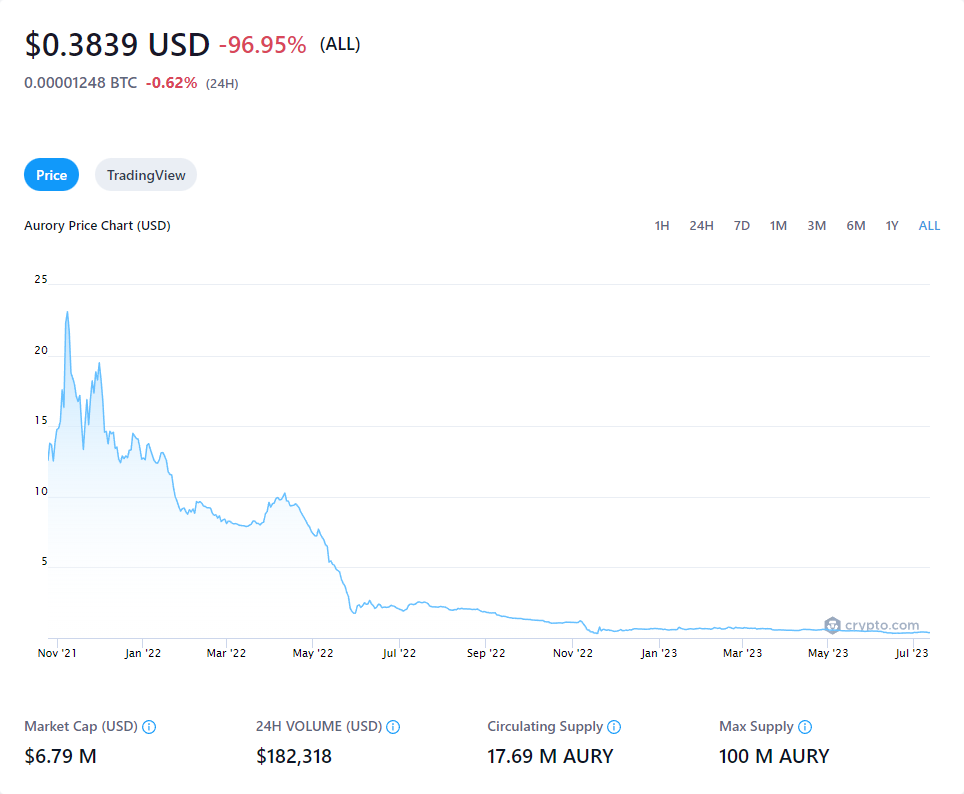 $0.3839 USD -96.95% (ALL)
0.00001248 BTC -0.62% (24H)
Price TradingView
Aurory Price Chart (USD) 1H 24H 7D 1M 3M 6M 1Y ALL
25
20
15
10
5
crypto.com
Nov '21 Jan '22 Mar '22 May '22 Jul '22 Sep '22 Nov '22 Jan '23 Mar '23 May '23 Jul '23
Market Cap (USD) 24H VOLUME (USD) Circulating Supply Max Supply
$6.79 M $182,318 17.69 M AURY 100 M AURY